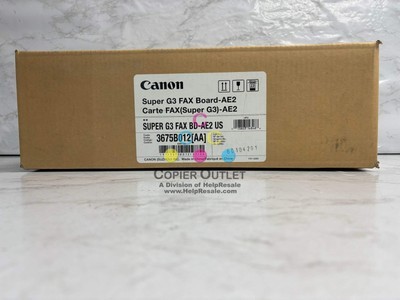 Canon
Super G3 FAX Board-AE2
Carte FAX(Super G3)-AE2
SUPER G3 FAX BD-AE2 US
3675B012[AA]
COPIER OUTLET
A Division of HelpResale
www.HelpResale.com